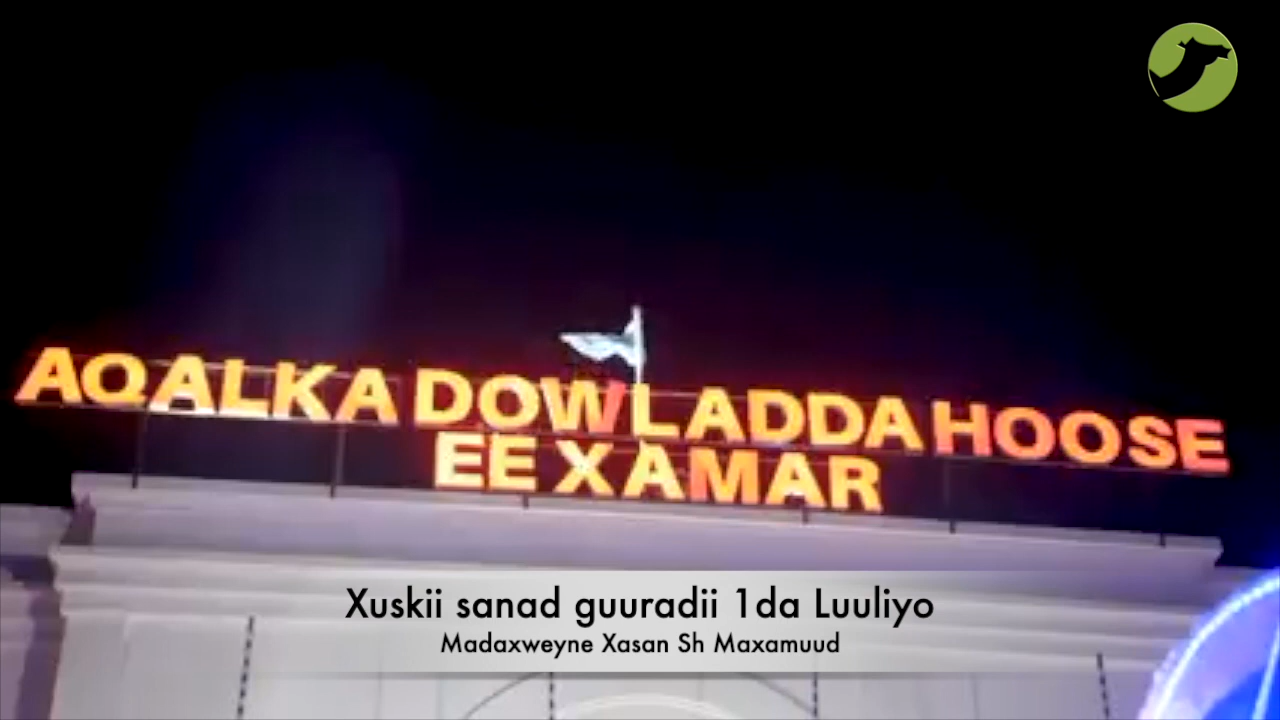 AQALKA DOWLADDA HOOSE
EE XAMAR
Xuskii sanad guuradii 1da Luuliyo
Madaxweyne Xasan Sh Maxamuud